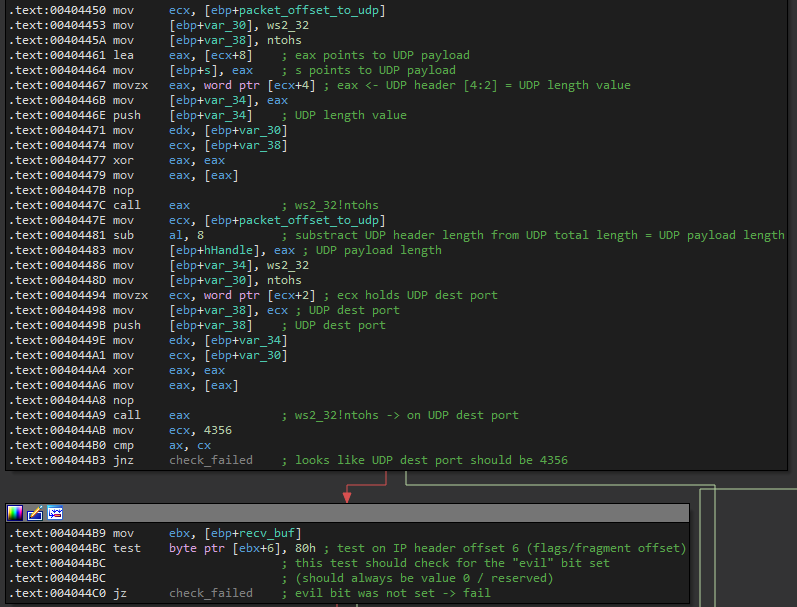 .text:00404450 mov ecx, [ebp+packet_offset_to_udp]
.text:00404453 mov [ebp+var_30], ws2_32
.text:0040445A mov [ebp+var_38], ntohs
.text:00404461 lea eax, [ecx+8] ; eax points to UDP payload
.text:00404464 mov [ebp+s], eax ; s points to UDP payload
.text:00404467 movzx eax, word ptr [ecx+4] ; eax <- UDP header [4:2] = UDP length value
.text:0040446B mov [ebp+var_34], eax
.text:0040446E push [ebp+var_34] ; UDP length value
.text:00404471 mov edx, [ebp+var_30]
.text:00404474 mov ecx, [ebp+var_38]
.text:00404477 xor eax, eax
.text:00404479 mov eax, [eax]
.text:0040447B nop
.text:0040447C call eax ; ws2_32!ntohs
.text:0040447E mov ecx, [ebp+packet_offset_to_udp]
.text:00404481 sub al, 8 ; substract UDP header length from UDP total length = UDP payload length
.text:00404483 mov [ebp+hHandle], eax ; UDP payload length
.text:00404486 mov [ebp+var_34], ws2_32
.text:0040448D mov [ebp+var_30], ntohs
.text:00404494 movzx ecx, word ptr [ecx+2] ; ecx holds UDP dest port
.text:00404498 mov [ebp+var_38], ecx ; UDP dest port
.text:0040449B push [ebp+var_38] ; UDP dest port
.text:0040449E mov edx, [ebp+var_34]
.text:004044A1 mov ecx, [ebp+var_30]
.text:004044A4 xor eax, eax
.text:004044A6 mov eax, [eax]
.text:004044A8 nop
.text:004044A9 call eax ; ws2_32!ntohs -> on UDP dest port
.text:004044AB mov ecx, 4356
.text:004044B0 cmp ax, cx
.text:004044B3 jnz check_failed ; looks like UDP dest port should be 4356
.text:004044B9 mov ebx, [ebp+recv_buf]
.text:004044BC test byte ptr [ebx+6], 80h ; test on IP header offset 6 (flags/fragment offset)
.text:004044BC ; this test should check for the "evil" bit set
.text:004044BC ; (should always be value 0 / reserved)
.text:004044C0 jz check_failed ; evil bit was not set -> fail